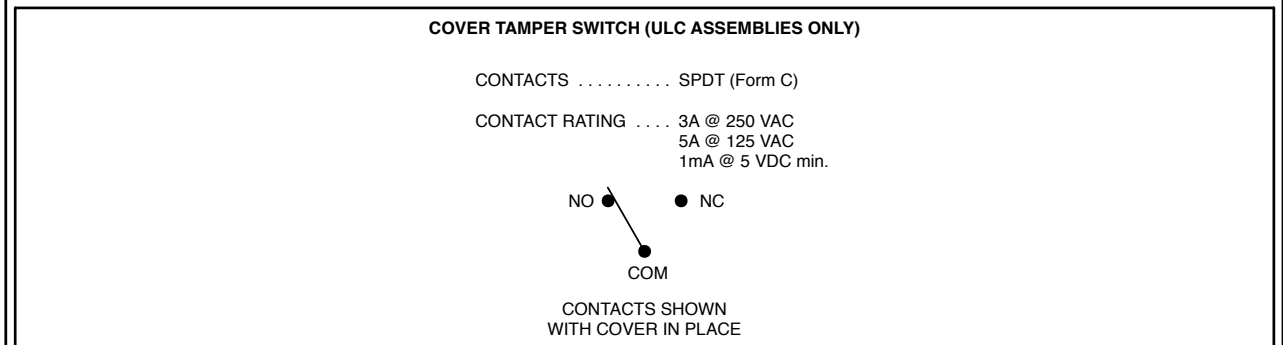 COVER TAMPER SWITCH (ULC ASSEMBLIES ONLY)
CONTACTS . . . . . . . . . . SPDT (Form C)
CONTACT RATING . . . . 3A @ 250 VAC
5A @ 125 VAC
1mA @ 5 VDC min.
NO NC
COM
CONTACTS SHOWN
WITH COVER IN PLACE